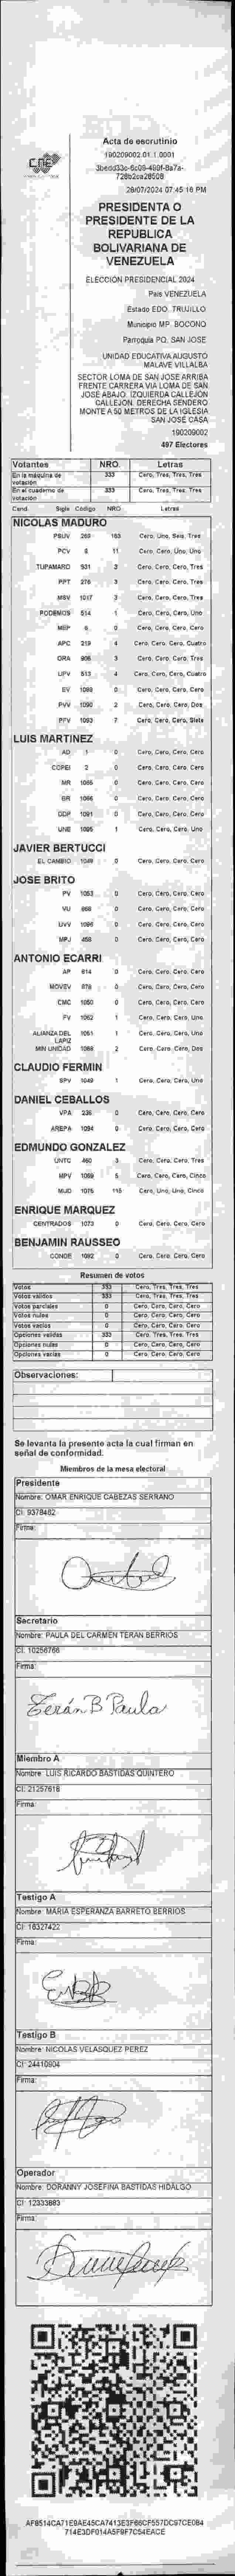 CNE
Acta de escrutinio
190209002.01.1.0001
28/07/2024 07:45:16 PM
PRESIDENTA O
PRESIDENTE DE LA
REPUBLICA
BOLIVARIANA DE
VENEZUELA
ELECCION PRESIDENCIAL 2024
Pais VENEZUELA
Estado EDO. TRUJILLO
Municipio MP. BOCONO
Parroquia PQ. SAN JOSE
UNIDAD EDUCATIVA AUGUSTO
MALAVE VILLALBA
SECTOR LOMA DE SAN JOSE ARRIBA
FRENTE CARRERA VIA LOMA DE SAN
JOSE ABAJO. IZQUIERDA CALLEJON
CALLEJON. DERECHA SENDERO
MONTE A 50 METROS DE LA IGLESIA
SAN JOSE CASA
190209002
497 Electores
Votantes NRO. Letras
En la maquina de votación 333 Cero, Tres, Tres, Tres
En el cuaderno de votación 333 Cero, Tres, Tres, Tres
Cand. Sigla Código NRO. Letras
NICOLAS MADURO
PSUV 269 163 Cero, Uno, Seis, Tres
PCV 8 11 Cero, Cero, Uno, Uno
TUPAMARO 931 3 Cero, Cero, Cero, Tres
PPT 276 3 Cero, Cero, Cero, Tres
MSV 1017 3 Cero, Cero, Cero, Tres
PODEMOS 514 1 Cero, Cero, Cero, Uno
MEP 6 0 Cero, Cero, Cero, Cero
APC 219 4 Cero, Cero, Cero, Cuatro
ORA 906 3 Cero, Cero, Cero, Tres
UPV 513 4 Cero, Cero, Cero, Cuatro
EV 1089 0 Cero, Cero, Cero, Cero
PVV 1090 2 Cero, Cero, Cero, Dos
PFV 1093 7 Cero, Cero, Cero, Siete
LUIS MARTINEZ
AD 1 0 Cero, Cero, Cero, Cero
COPEI 2 0 Cero, Cero, Cero, Cero
MR 1065 0 Cero, Cero, Cero, Cero
BR 1066 0 Cero, Cero, Cero, Cero
DDP 1091 0 Cero, Cero, Cero, Cero
UNE 1095 1 Cero, Cero, Cero, Uno
JAVIER BERTUCCI
EL CAMBIO 1048 0 Cero, Cero, Cero, Cero
JOSE BRITO
PV 1053 0 Cero, Cero, Cero, Cero
VU 868 0 Cero, Cero, Cero, Cero
UVV 1096 0 Cero, Cero, Cero, Cero
MPJ 458 0 Cero, Cero, Cero, Cero
ANTONIO ECARRI
AP 814 0 Cero, Cero, Cero, Cero
MOVEV 978 0 Cero, Cero, Cero, Cero
CMC 1050 0 Cero, Cero, Cero, Cero
FV 1062 1 Cero, Cero, Cero, Uno
ALIANZA DEL LAPIZ 1051 1 Cero, Cero, Cero, Uno
MIN UNIDAD 1088 2 Cero, Cero, Cero, Dos
CLAUDIO FERMIN
SPV 1049 1 Cero, Cero, Cero, Uno
DANIEL CEBALLOS
VPA 236 0 Cero, Cero, Cero, Cero
AREPA 1094 0 Cero, Cero, Cero, Cero
EDMUNDO GONZALEZ
UNTC 460 3 Cero, Cero, Cero, Tres
MPV 1069 5 Cero, Cero, Cero, Cinco
MUD 1075 115 Cero, Uno, Uno, Cinco
ENRIQUE MARQUEZ
CENTRADOS 1073 0 Cero, Cero, Cero, Cero
BENJAMIN RAUSSEO
CONDE 1092 0 Cero, Cero, Cero, Cero
Resumen de votos
Votos 333 Cero, Tres, Tres, Tres
Votos validos 333 Cero, Tres, Tres, Tres
Votos parciales 0 Cero, Cero, Cero, Cero
Votos nulos 0 Cero, Cero, Cero, Cero
Votos vacios 0 Cero, Cero, Cero, Cero
Opciones validas 333 Cero, Tres, Tres, Tres
Opciones nulas 0 Cero, Cero, Cero, Cero
Opciones vacias 0 Cero, Cero, Cero, Cero
Observaciones:
Se levanta la presente acta la cual firman en
señal de conformidad.
Miembros de la mesa electoral
Presidente
Nombre: OMAR ENRIQUE CABEZAS SERRANO
CI: 9378462
Firma:
Secretario
Nombre: PAULA DEL CARMEN TERAN BERRIOS
CI: 10256766
Firma:
Terán B Paula
Miembro A
Nombre: LUIS RICARDO BASTIDAS QUINTERO
CI: 21257618
Firma:
Testigo A
Nombre: MARIA ESPERANZA BARRETO BERRIOS
CI: 16327422
Firma:
Testigo B
Nombre: NICOLAS VELASQUEZ PEREZ
CI: 24410604
Firma:
Operador
Nombre: DORANNY JOSEFINA BASTIDAS HIDALGO
CI: 12333883
Firma:
714E3DF014A5F9F7C54EACE